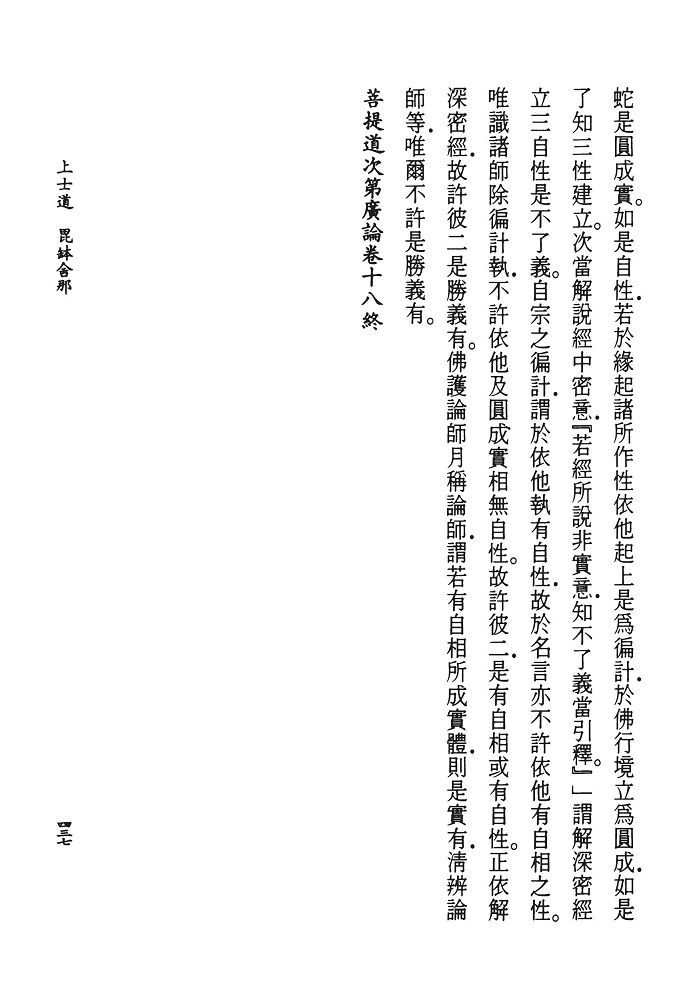 蛇是圓成實。如是自性．若於緣起諸所作性依他起上是爲徧計．於佛行境立爲圓成．如是
了知三性建立。次當解說經中密意．『若經所說非實意．知不了義當引釋。』」謂解深密經
立三自性是不了義。自宗之徧計．謂於依他執有自性．故於名言亦不許依他有自相之性。
唯識諸師除徧計執．不許依他及圓成實相無自性。故許彼二．是有自相或有自性。正依解
深密經．故許彼二是勝義有。佛護論師月稱論師．謂若有自相所成實體．則是實有．淸辨論
師等．唯爾不許是勝義有。
菩提道次第廣論卷十八終
上士道　毘鉢舍那
四三七